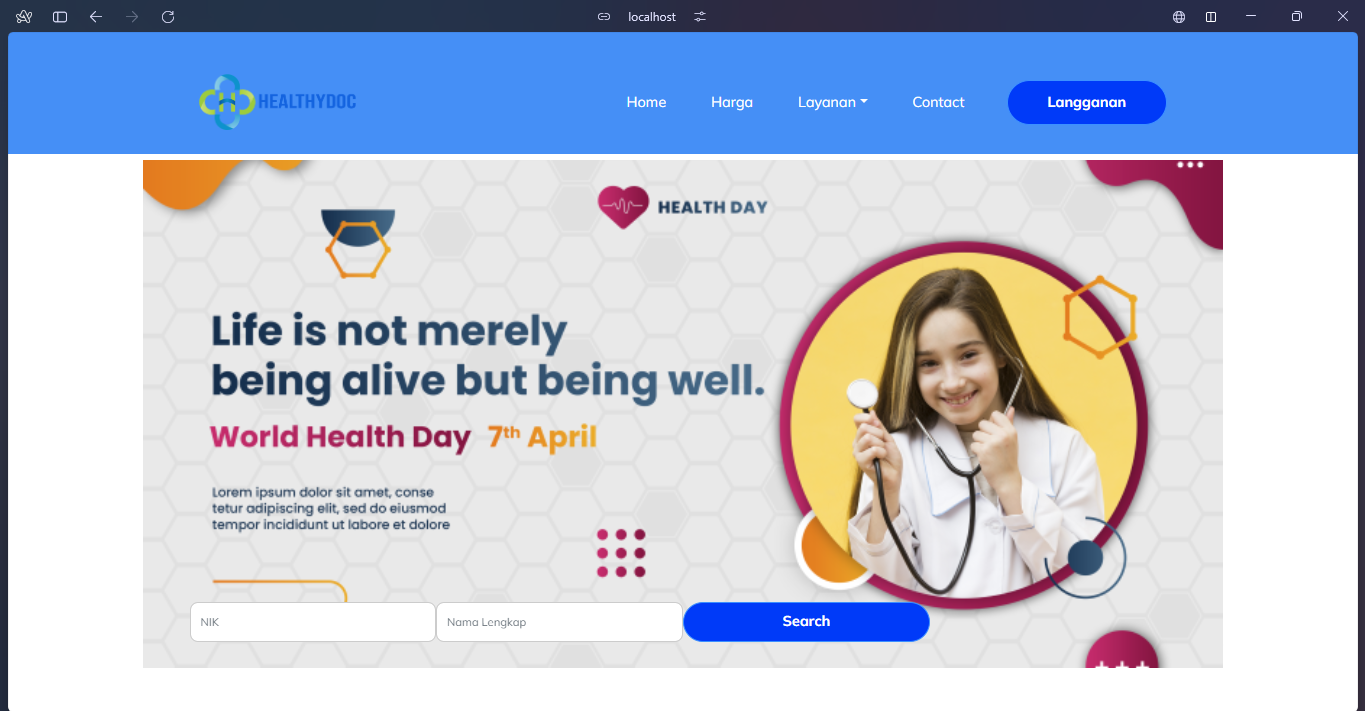 localhost
HEALTHYDOC
Home
Harga
Layanan
Contact
Langganan
HEALTH DAY
Life is not merely
being alive but being well.
World Health Day 7th April
Lorem ipsum dolor sit amet, conse
tetur adipiscing elit, sed do eiusmod
tempor incididunt ut labore et dolore
NIK
Nama Lengkap
Search